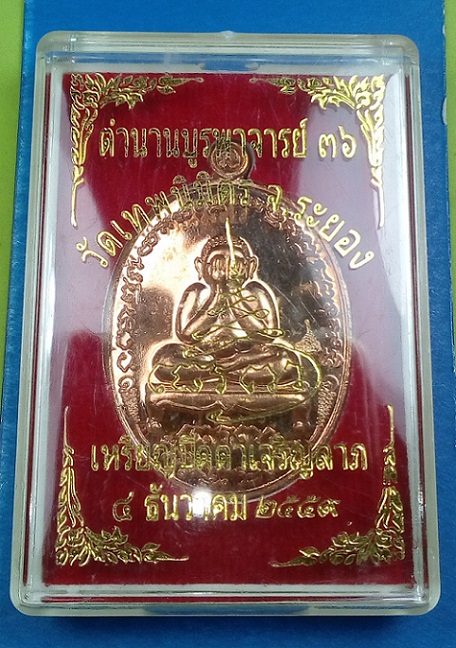 ตำนานบูรพาจารย์ ๓๖
วัดเทพนิมิตร จ.ระยอง
เหรียญปิดตาเจริญลาภ
๔ ธันวาคม ๒๕๕๙